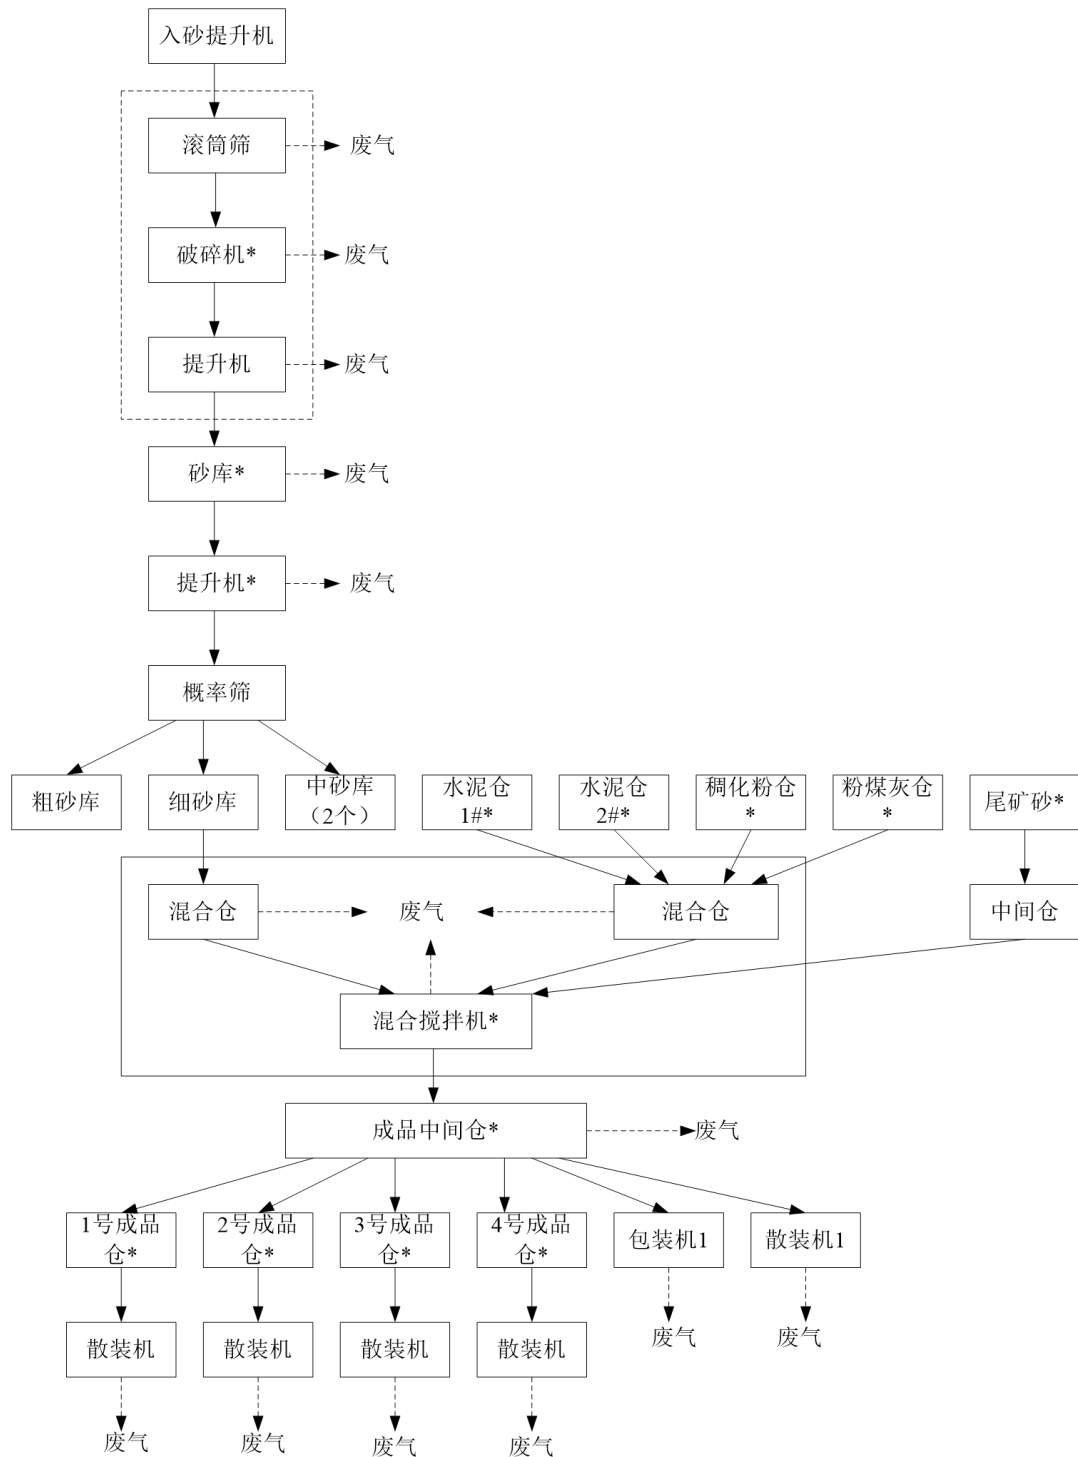 入砂提升机
滚筒筛
废气
破碎机*
废气
提升机
废气
砂库*
废气
提升机*
废气
概率筛
粗砂库
细砂库
中砂库
（2个）
水泥仓
1#*
水泥仓
2#*
稠化粉仓
*
粉煤灰仓
*
尾矿砂*
混合仓
废气
混合仓
中间仓
混合搅拌机*
成品中间仓*
废气
1号成品
仓*
2号成品
仓*
3号成品
仓*
4号成品
仓*
包装机1
散装机1
散装机
散装机
散装机
散装机
废气
废气
废气
废气
废气
废气